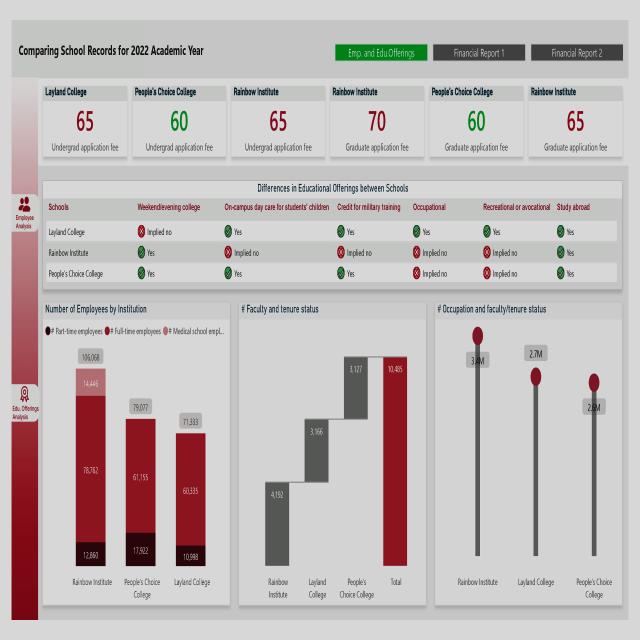 Comparing School Records for 2022 Academic Year
Emp. and Edu.Offerings
Financial Report 1
Financial Report 2
Layland College
65
Undergrad application fee
People's Choice College
60
Undergrad application fee
Rainbow Institute
65
Undergrad application fee
Rainbow Institute
70
Graduate application fee
People's Choice College
60
Graduate application fee
Rainbow Institute
65
Graduate application fee
Employee
Analysis
Edu. Offerings
Analysis
Differences in Educational Offerings between Schools
Schools Weekend/evening college On-campus day care for students' children Credit for military training Occupational Recreational or avocational Study abroad
Layland College Implied no Yes Yes Yes Yes Yes
Rainbow Institute Yes Implied no Implied no Implied no Implied no Yes
People's Choice College Yes Yes Yes Implied no Implied no Yes
Number of Employees by Institution
# Part-time employees # Full-time employees # Medical school empl...
106,068
14,446
78,762
12,860
79,077
61,155
17,922
71,333
60,335
10,998
Rainbow Institute
People's Choice
College
Layland College
# Faculty and tenure status
4,192
3,166
3,127
10,485
Rainbow
Institute
Layland
College
People's
Choice College
Total
# Occupation and faculty/tenure status
2.7M
Rainbow Institute
Layland College
People's Choice
College